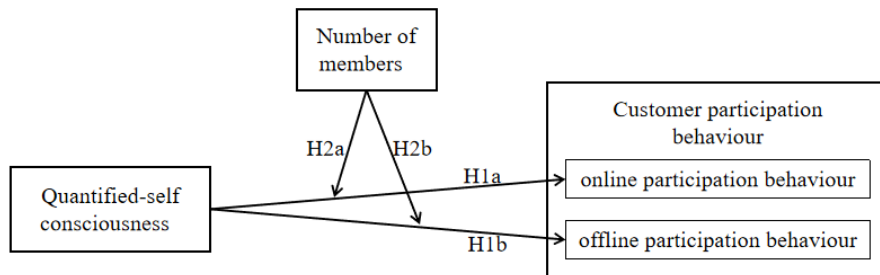 Number of
members
Customer participation
behaviour
H2a
H2b
H1a
online participation behaviour
Quantified-self
consciousness
H1b
offline participation behaviour